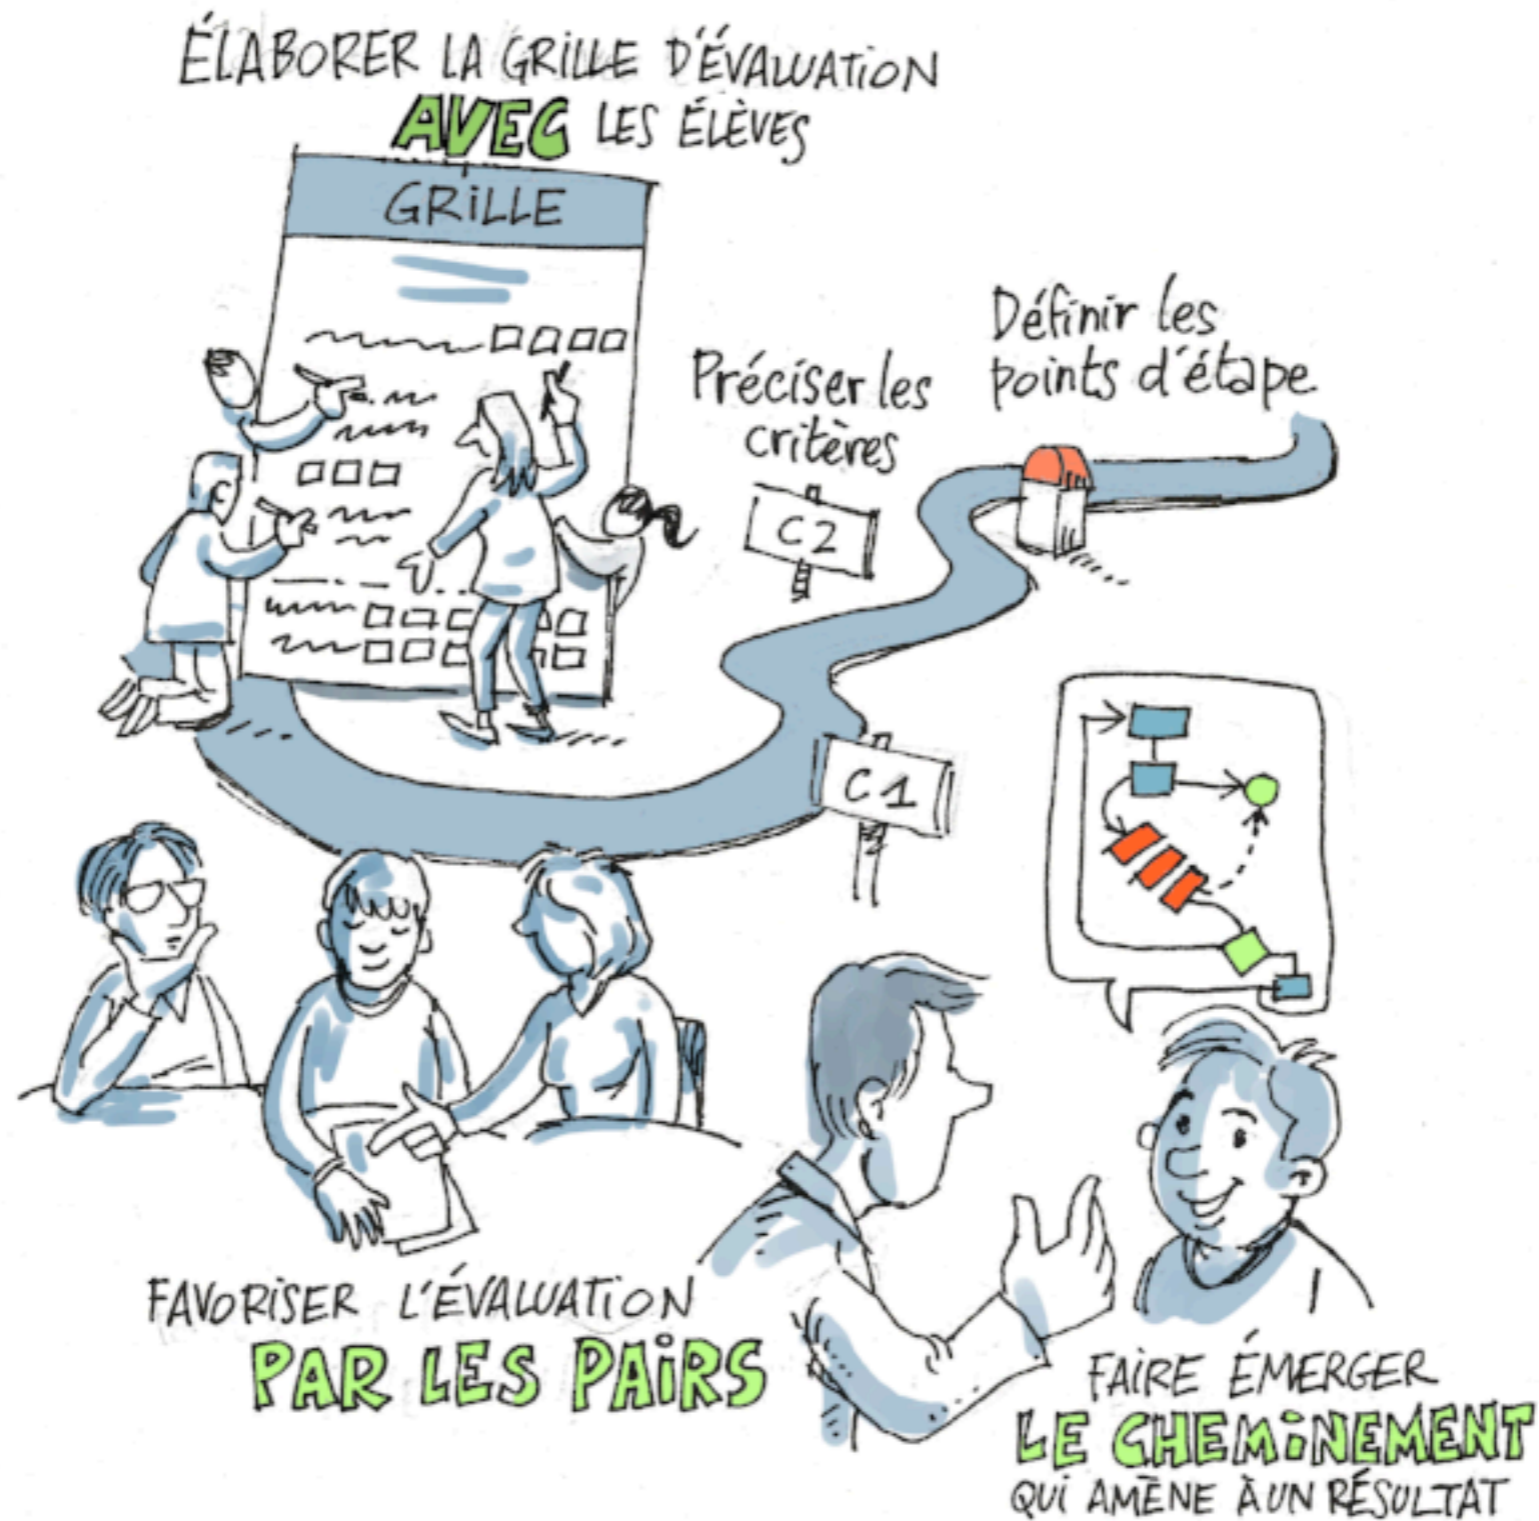 ÉLABORER LA GRILLE D'ÉVALUATION
AVEC LES ÉLÈVES
GRILLE
Définir les
points d'étape
Préciser les
critères
C2
C1
FAVORISER L'ÉVALUATION
PAR LES PAIRS
FAIRE ÉMERGER
LE CHEMINEMENT
QUI AMÈNE À UN RÉSULTAT